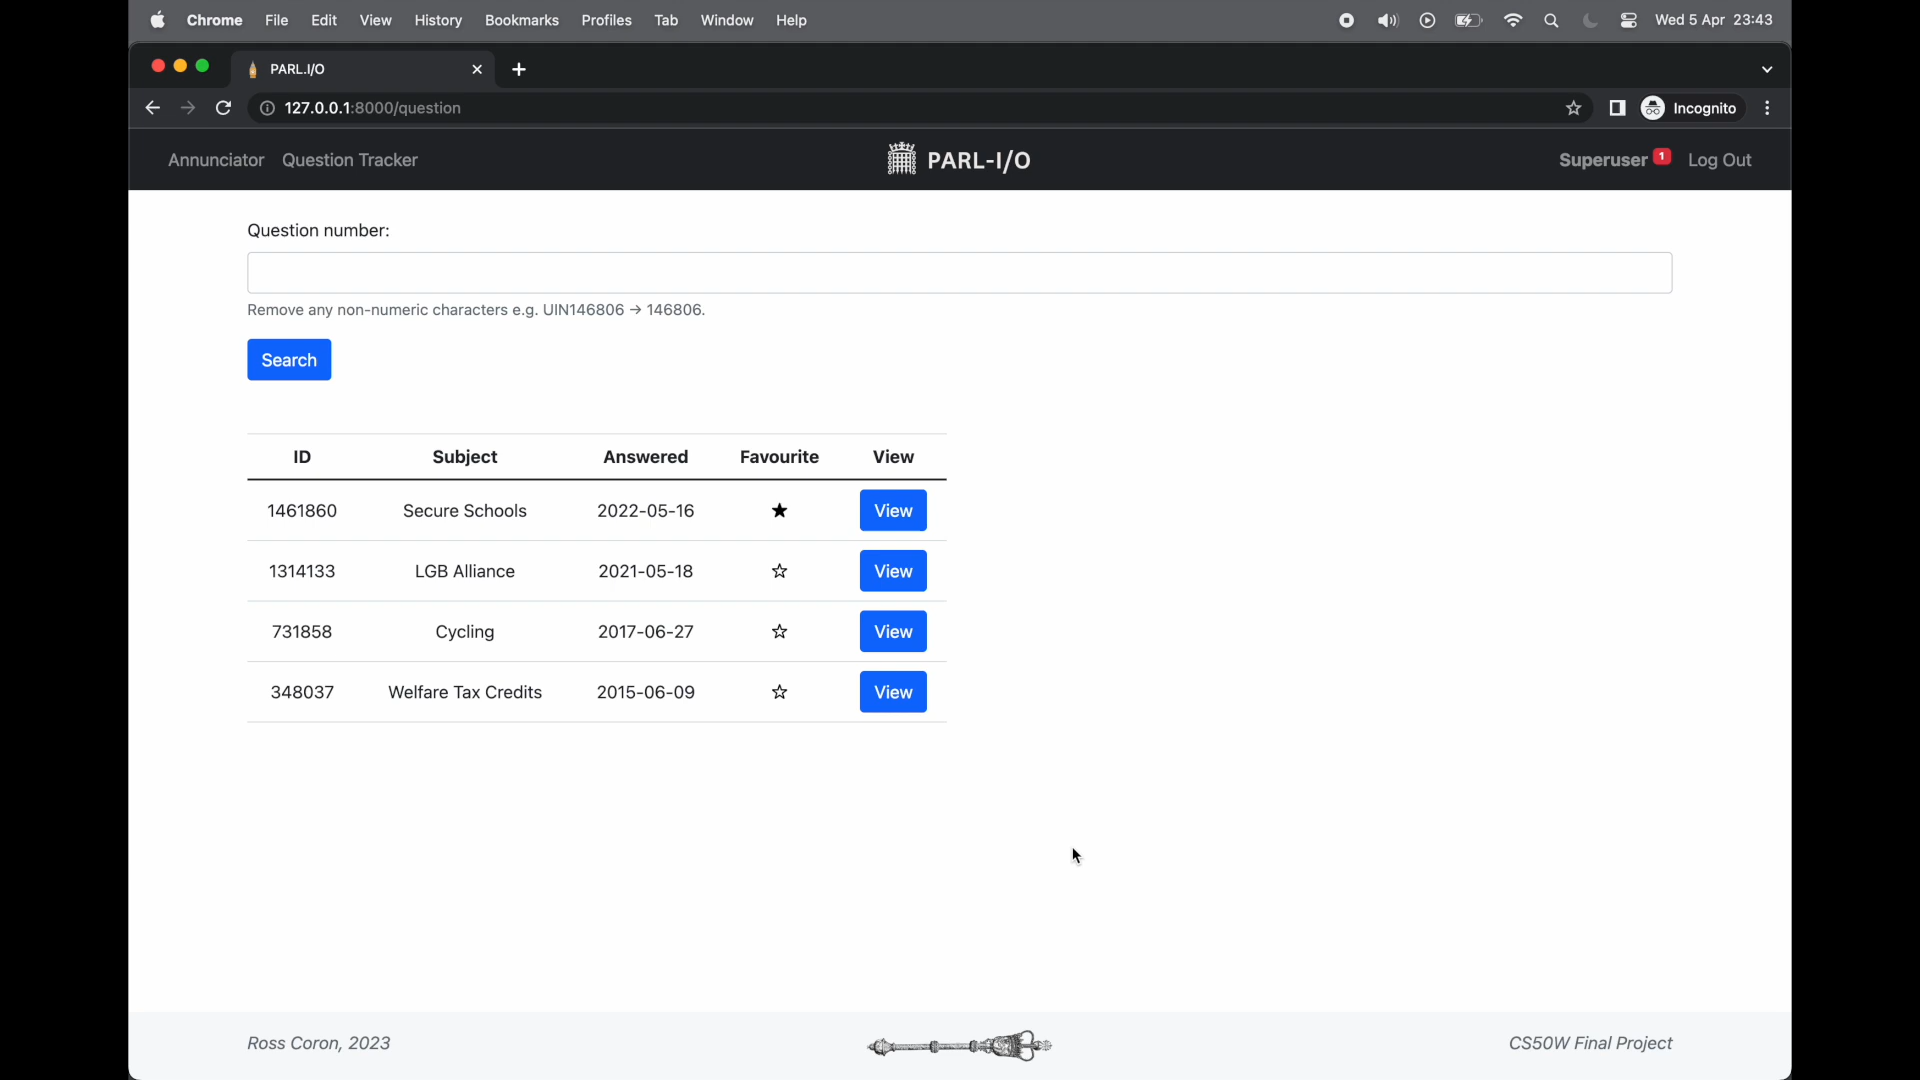 Chrome File Edit View History Bookmarks Profiles Tab Window Help Wed 5 Apr 23:43
PARL.I/O
127.0.0.1:8000/question Incognito
Annunciator Question Tracker PARL-I/O Superuser 1 Log Out
Question number:
Remove any non-numeric characters e.g. UIN146806 → 146806.
Search
ID Subject Answered Favourite View
1461860 Secure Schools 2022-05-16 ★ View
1314133 LGB Alliance 2021-05-18 ☆ View
731858 Cycling 2017-06-27 ☆ View
348037 Welfare Tax Credits 2015-06-09 ☆ View
Ross Coron, 2023 CS50W Final Project